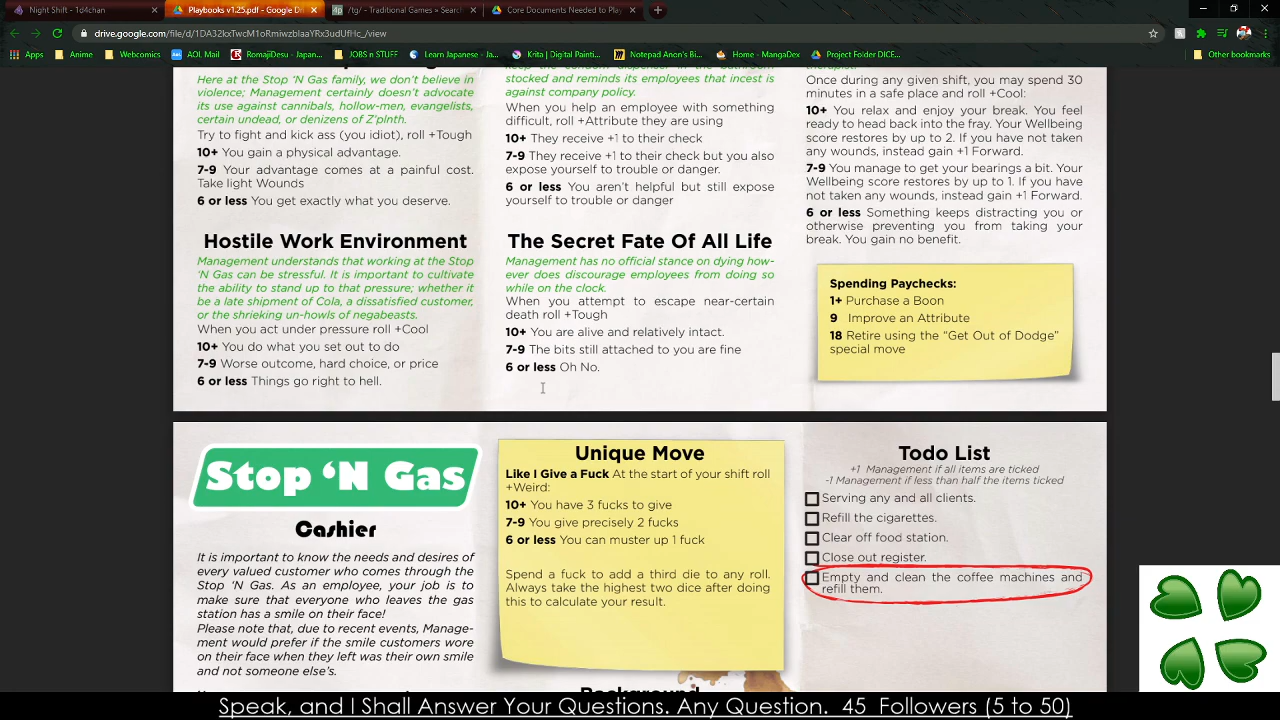 Night Shift - 1d4chan
Playbooks v1.25.pdf - Google Dri
/tg/ - Traditional Games » Searc
Core Documents Needed to Play
drive.google.com/file/d/1DA32kxTwcM1oRmiwzbIaaYRx3udUfHc_/view
Apps
Anime
Webcomics
AOL Mail
RomajiDesu - Japan...
JOBS n STUFF
Learn Japanese - Ja...
Krita | Digital Painti...
Notepad Anon's Bi...
Home - MangaDex
Project Folder DICE...
Other bookmarks
Here at the Stop 'N Gas family, we don't believe in
violence; Management certainly doesn't advocate
its use against cannibals, hollow-men, evangelists,
certain undead, or denizens of Z'plnth.
Try to fight and kick ass (you idiot), roll +Tough
10+ You gain a physical advantage.
7-9 Your advantage comes at a painful cost.
Take light Wounds
6 or less You get exactly what you deserve.
Hostile Work Environment
Management understands that working at the Stop
'N Gas can be stressful. It is important to cultivate
the ability to stand up to that pressure; whether it
be a late shipment of Cola, a dissatisfied customer,
or the shrieking un-howls of negabeasts.
When you act under pressure roll +Cool
10+ You do what you set out to do
7-9 Worse outcome, hard choice, or price
6 or less Things go right to hell.
stocked and reminds its employees that incest is
against company policy.
When you help an employee with something
difficult, roll +Attribute they are using
10+ They receive +1 to their check
7-9 They receive +1 to their check but you also
expose yourself to trouble or danger.
6 or less You aren't helpful but still expose
yourself to trouble or danger
The Secret Fate Of All Life
Management has no official stance on dying how-
ever does discourage employees from doing so
while on the clock.
When you attempt to escape near-certain
death roll +Tough
10+ You are alive and relatively intact.
7-9 The bits still attached to you are fine
6 or less Oh No.
Once during any given shift, you may spend 30
minutes in a safe place and roll +Cool:
10+ You relax and enjoy your break. You feel
ready to head back into the fray. Your Wellbeing
score restores by up to 2. If you have not taken
any wounds, instead gain +1 Forward.
7-9 You manage to get your bearings a bit. Your
Wellbeing score restores by up to 1. If you have
not taken any wounds, instead gain +1 Forward.
6 or less Something keeps distracting you or
otherwise preventing you from taking your
break. You gain no benefit.
Spending Paychecks:
1+ Purchase a Boon
9 Improve an Attribute
18 Retire using the "Get Out of Dodge"
special move
Stop 'N Gas
Cashier
It is important to know the needs and desires of
every valued customer who comes through the
Stop 'N Gas. As an employee, your job is to
make sure that everyone who leaves the gas
station has a smile on their face!
Please note that, due to recent events, Manage-
ment would prefer if the smile customers wore
on their face when they left was their own smile
and not someone else's.
Unique Move
Like I Give a Fuck At the start of your shift roll
+Weird:
10+ You have 3 fucks to give
7-9 You give precisely 2 fucks
6 or less You can muster up 1 fuck
Spend a fuck to add a third die to any roll.
Always take the highest two dice after doing
this to calculate your result.
Background
Todo List
+1 Management if all items are ticked
-1 Management if less than half the items ticked
Serving any and all clients.
Refill the cigarettes.
Clear off food station.
Close out register.
Empty and clean the coffee machines and
refill them.
Speak, and I Shall Answer Your Questions. Any Question. 45 Followers (5 to 50)